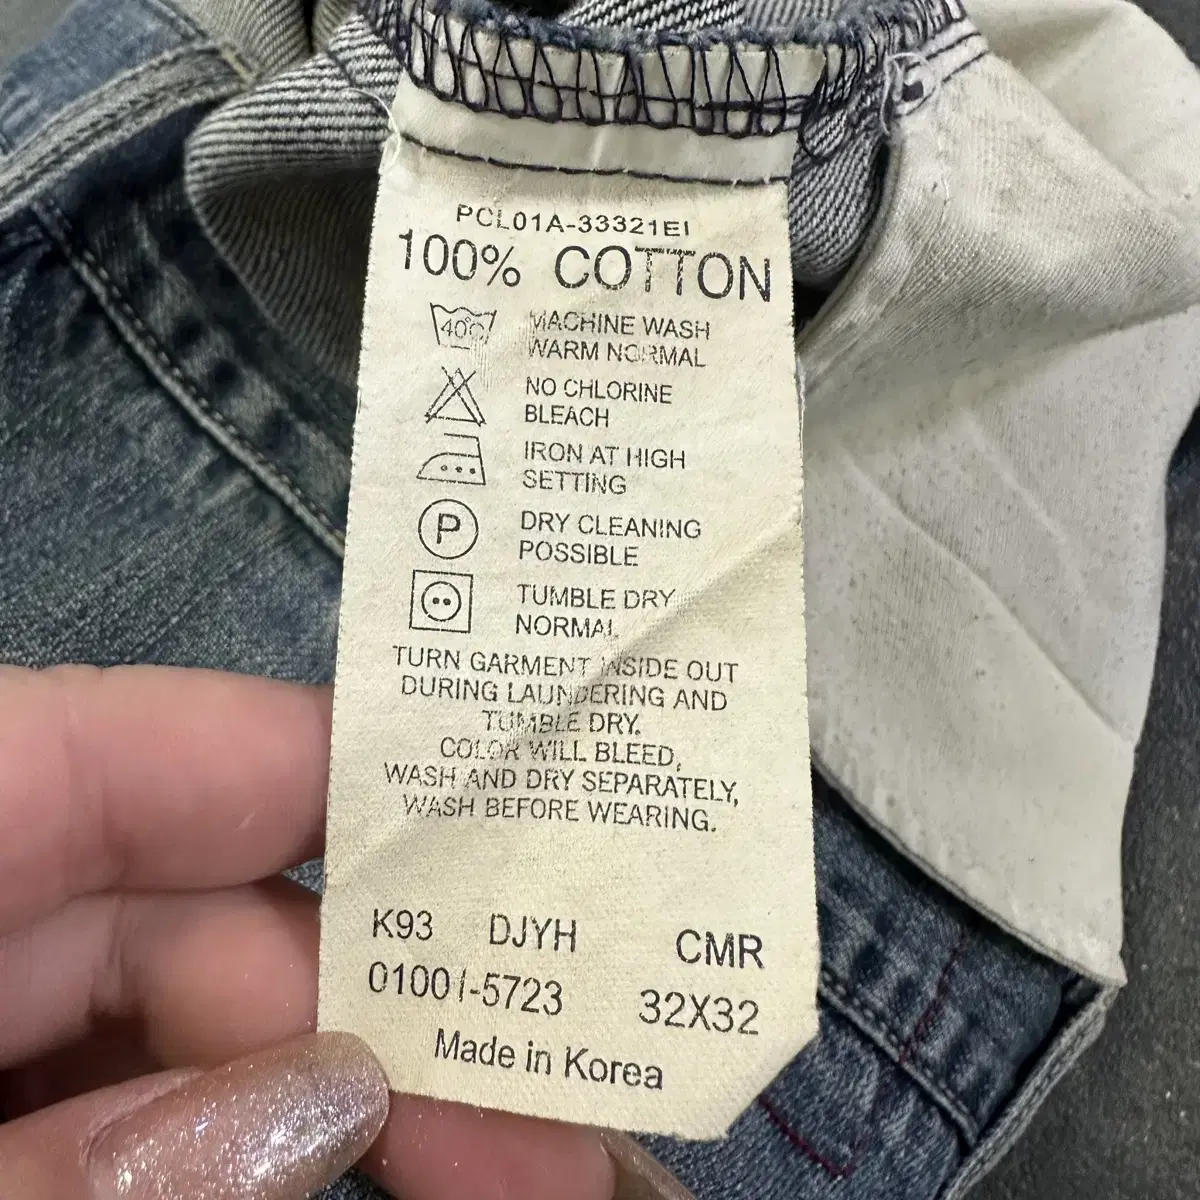 PCL01A-33321EI
100% COTTON
40°C MACHINE WASH
WARM NORMAL
NO CHLORINE
BLEACH
IRON AT HIGH
SETTING
P DRY CLEANING
POSSIBLE
TUMBLE DRY
NORMAL
TURN GARMENT INSIDE OUT
DURING LAUNDERING AND
TUMBLE DRY.
COLOR WILL BLEED,
WASH AND DRY SEPARATELY,
WASH BEFORE WEARING.
K93 DJYH CMR
01001-5723 32X32
Made in Korea